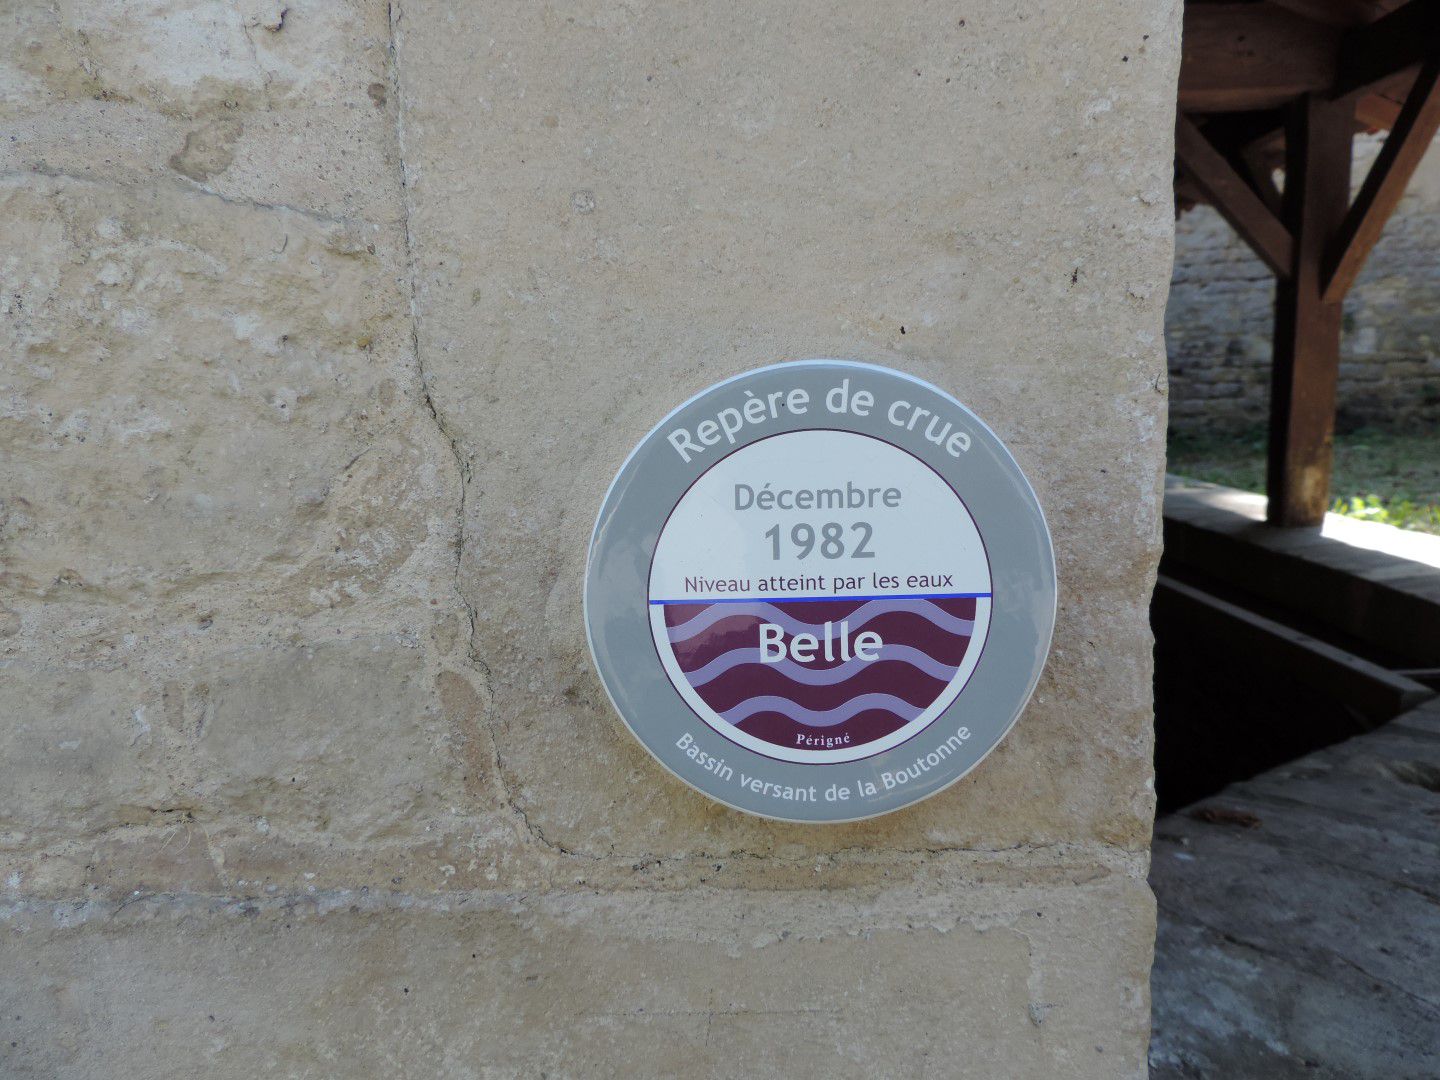 Repère de crue
Décembre
1982
Niveau atteint par les eaux
Belle
Périgné
Bassin versant de la Boutonne